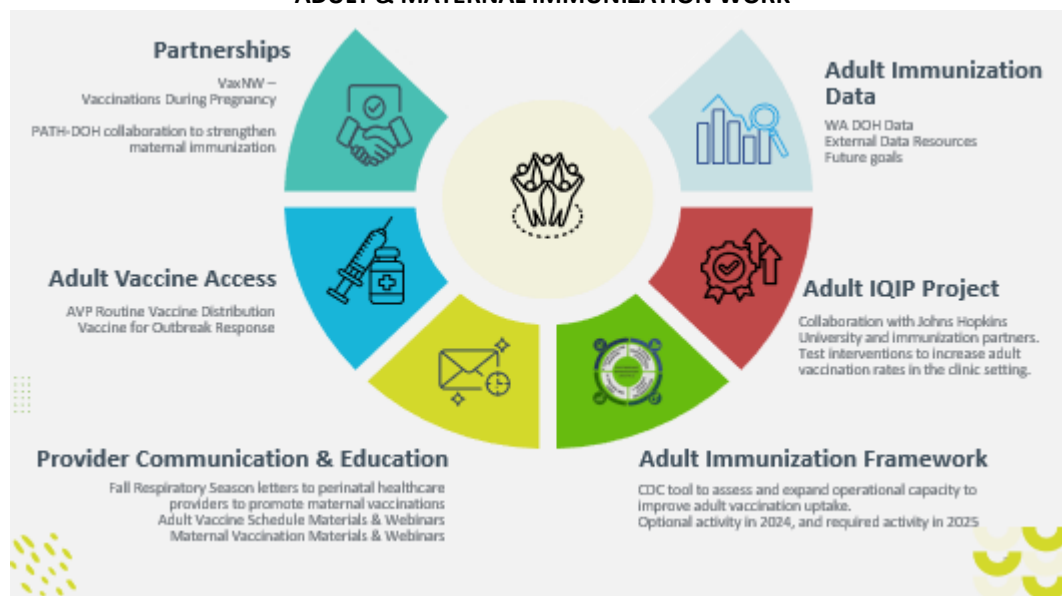 ADULT & MATERNAL IMMUNIZATION WORK
Partnerships
VaxNW –
Vaccinations During Pregnancy
PATH-DOH collaboration to strengthen
maternal immunization
Adult Immunization
Data
WA DOH Data
External Data Resources
Future goals
Adult Vaccine Access
AVP Routine Vaccine Distribution
Vaccine for Outbreak Response
Adult IQIP Project
Collaboration with Johns Hopkins
University and immunization partners.
Test interventions to increase adult
vaccination rates in the clinic setting.
Provider Communication & Education
Fall Respiratory Season letters to perinatal healthcare
providers to promote maternal vaccinations
Adult Vaccine Schedule Materials & Webinars
Maternal Vaccination Materials & Webinars
Adult Immunization Framework
CDC tool to assess and expand operational capacity to
improve adult vaccination uptake.
Optional activity in 2024, and required activity in 2025